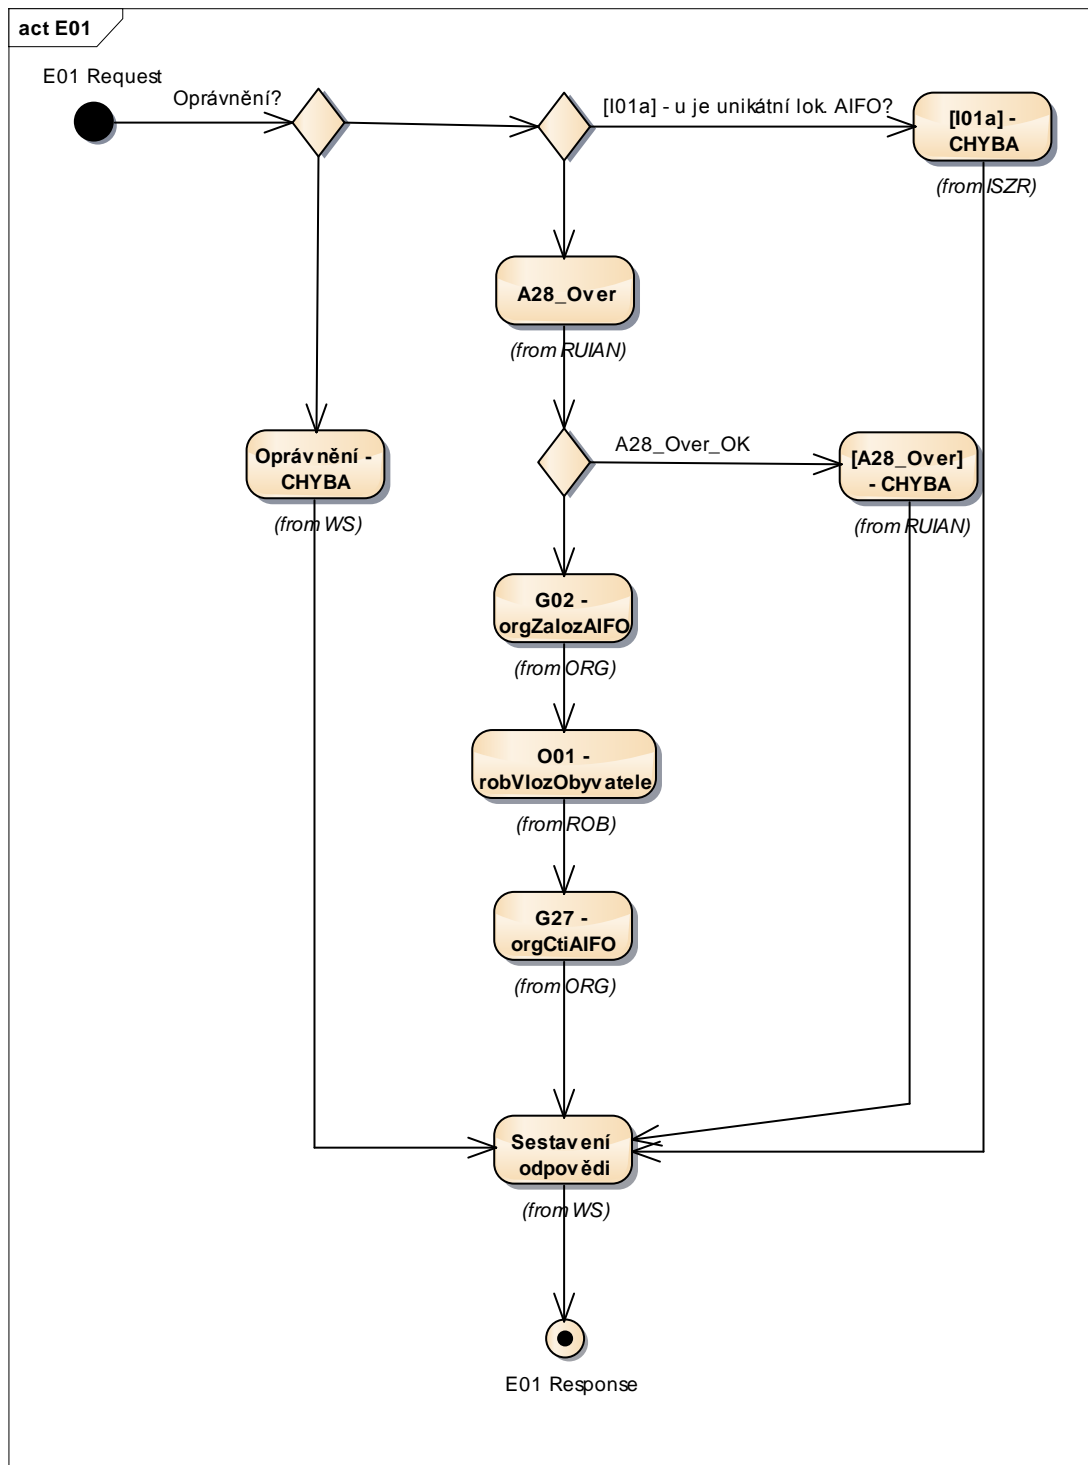 act E01
E01 Request
Oprávnění?
[I01a] - u je unikátní lok. AIFO?
[I01a] -
CHYBA
(from ISZR)
A28_Over
(from RUIAN)
Oprávnění -
CHYBA
(from WS)
A28_Over_OK
[A28_Over]
- CHYBA
(from RUIAN)
G02 -
orgZalozAIFO
(from ORG)
O01 -
robVlozObyvatele
(from ROB)
G27 -
orgCtiAIFO
(from ORG)
Sestavení
odpovědi
(from WS)
E01 Response